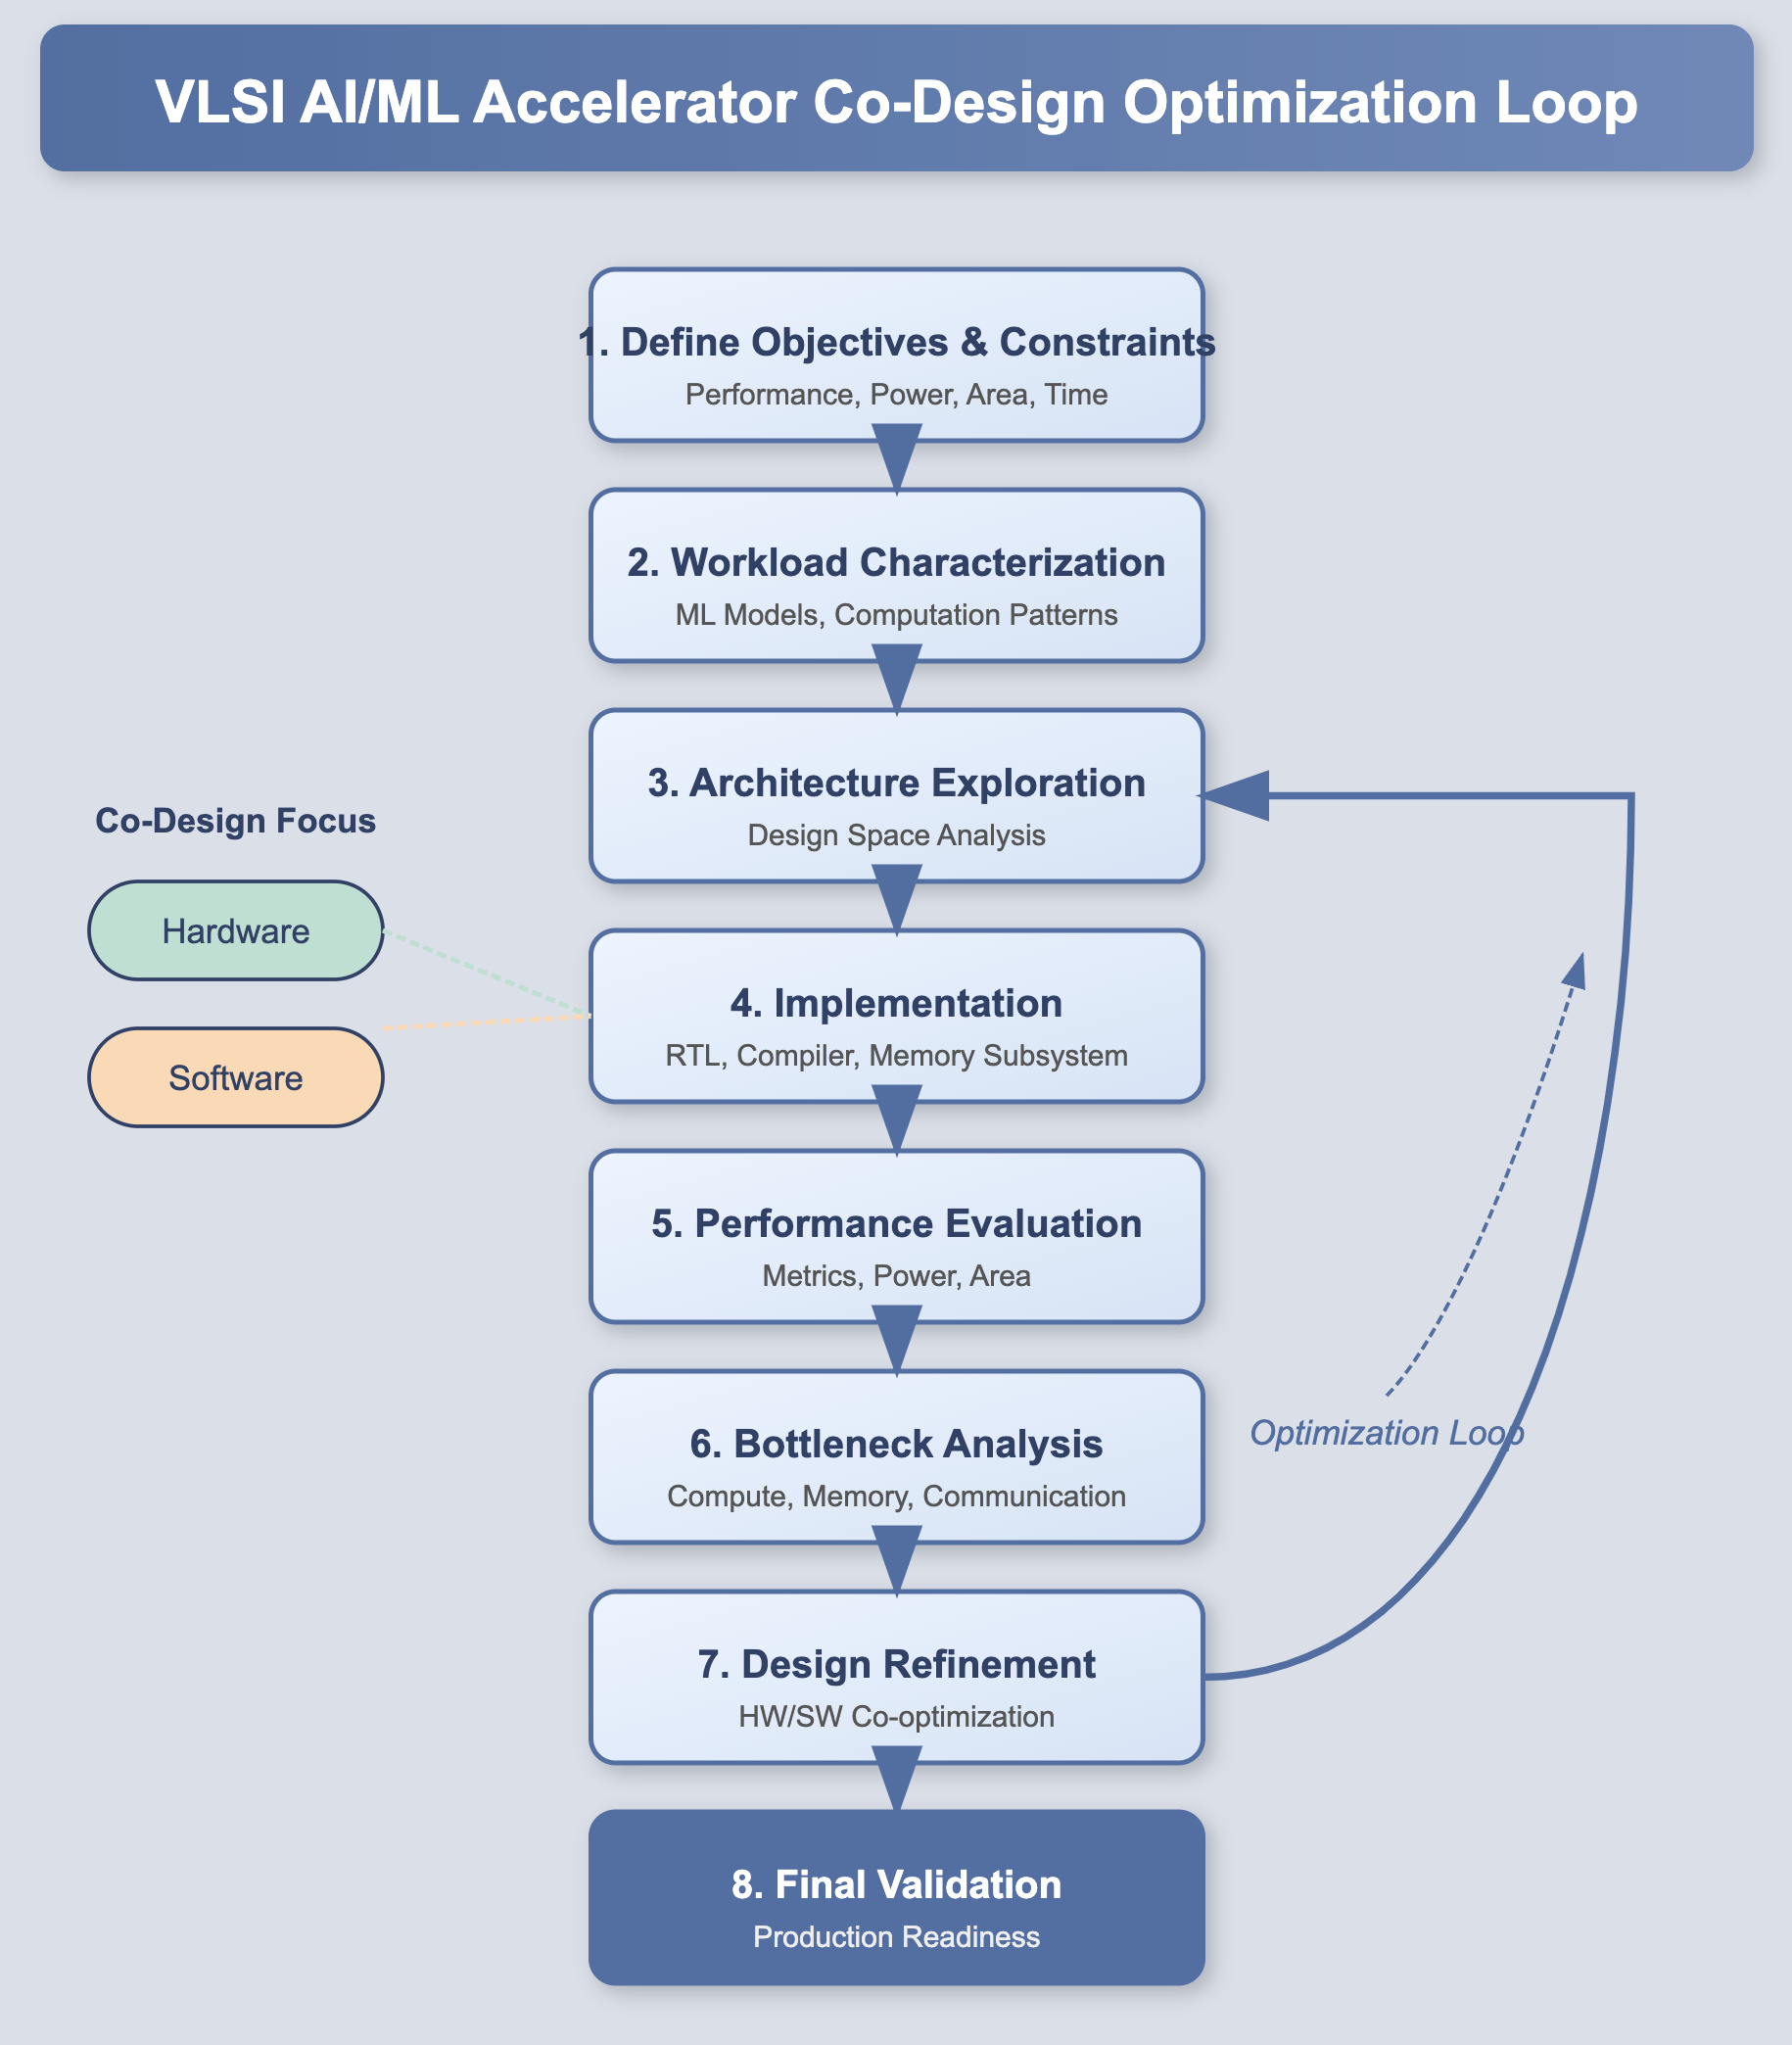 VLSI AI/ML Accelerator Co-Design Optimization Loop
1. Define Objectives & Constraints
Performance, Power, Area, Time
2. Workload Characterization
ML Models, Computation Patterns
3. Architecture Exploration
Design Space Analysis
Co-Design Focus
Hardware
Software
4. Implementation
RTL, Compiler, Memory Subsystem
5. Performance Evaluation
Metrics, Power, Area
6. Bottleneck Analysis
Compute, Memory, Communication
Optimization Loop
7. Design Refinement
HW/SW Co-optimization
8. Final Validation
Production Readiness